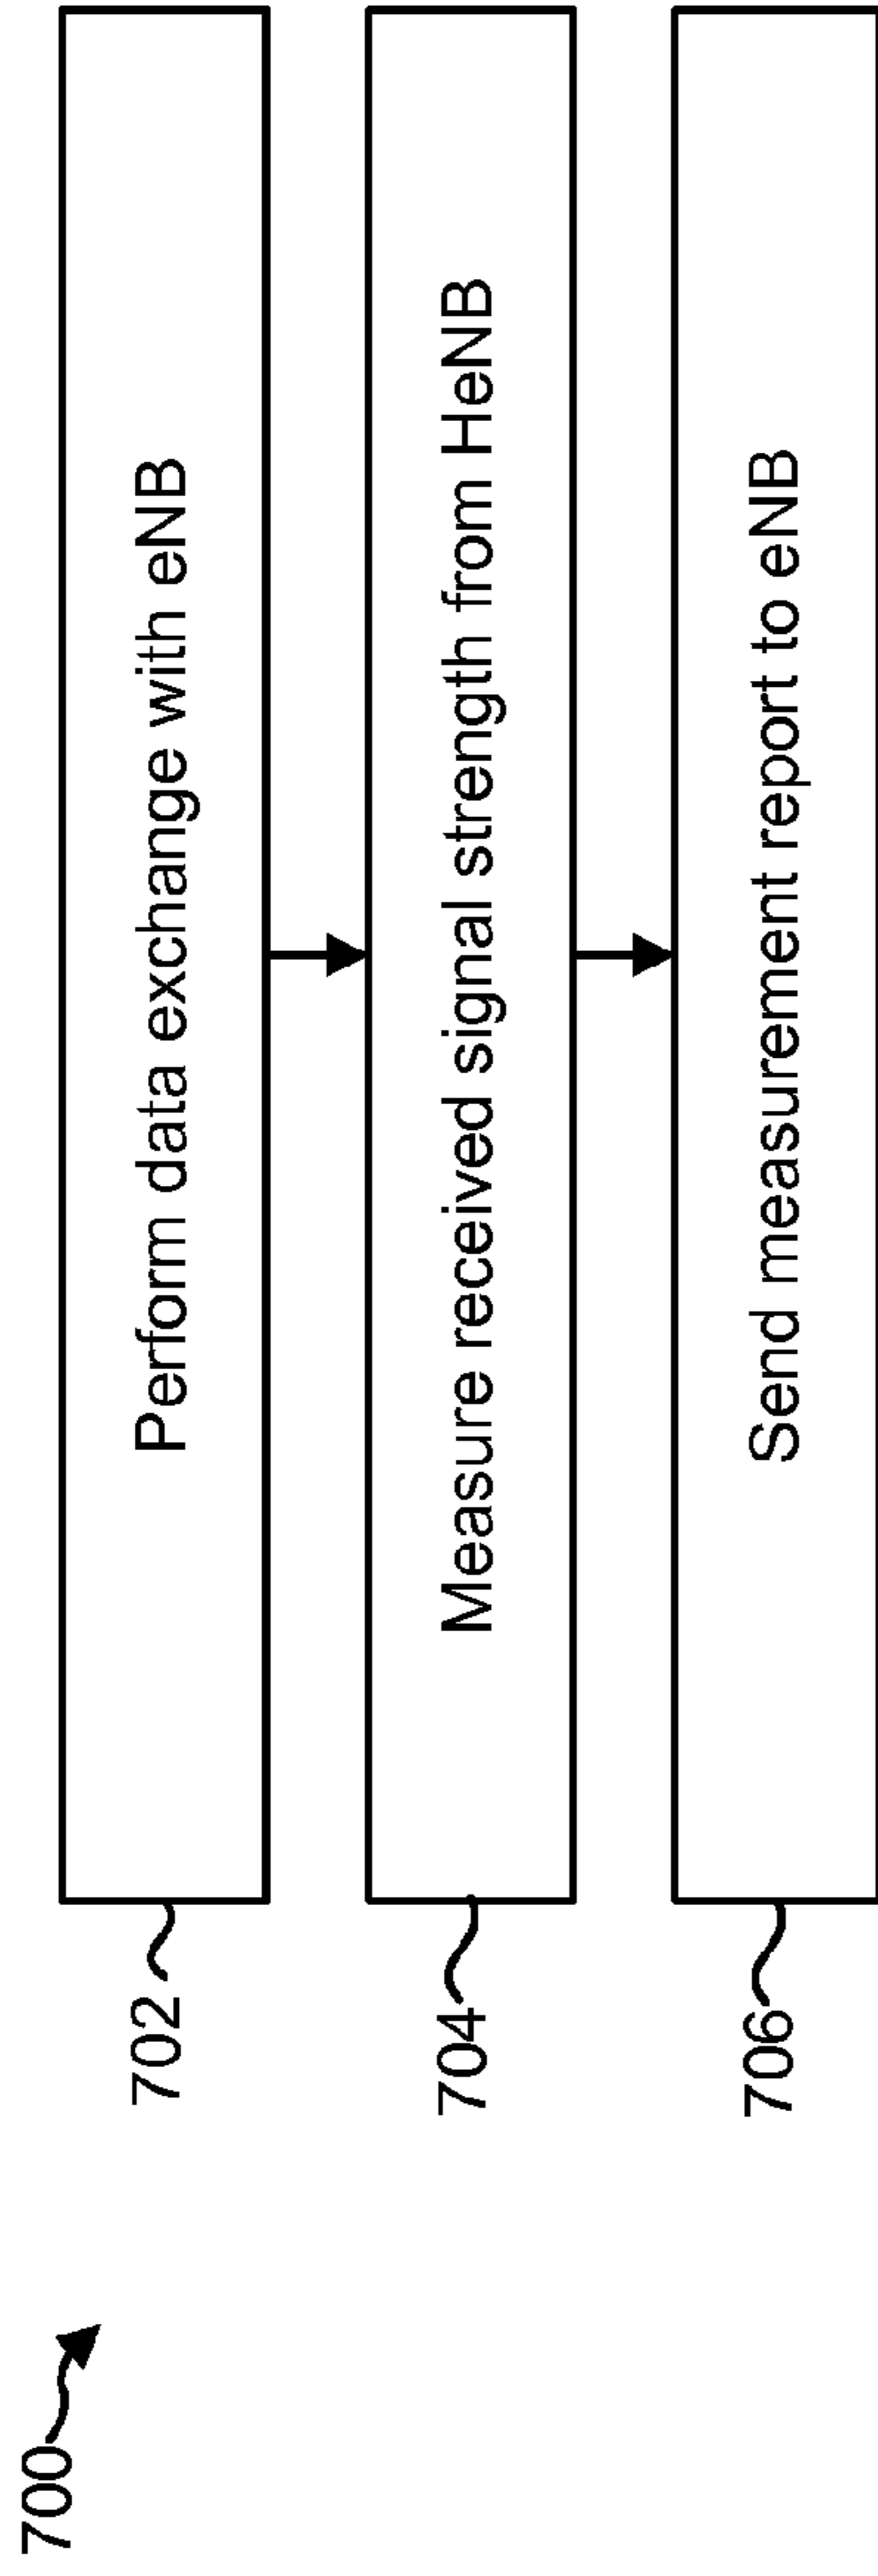 700
702
Perform data exchange with eNB
704
Measure received signal strength from HeNB
706
Send measurement report to eNB